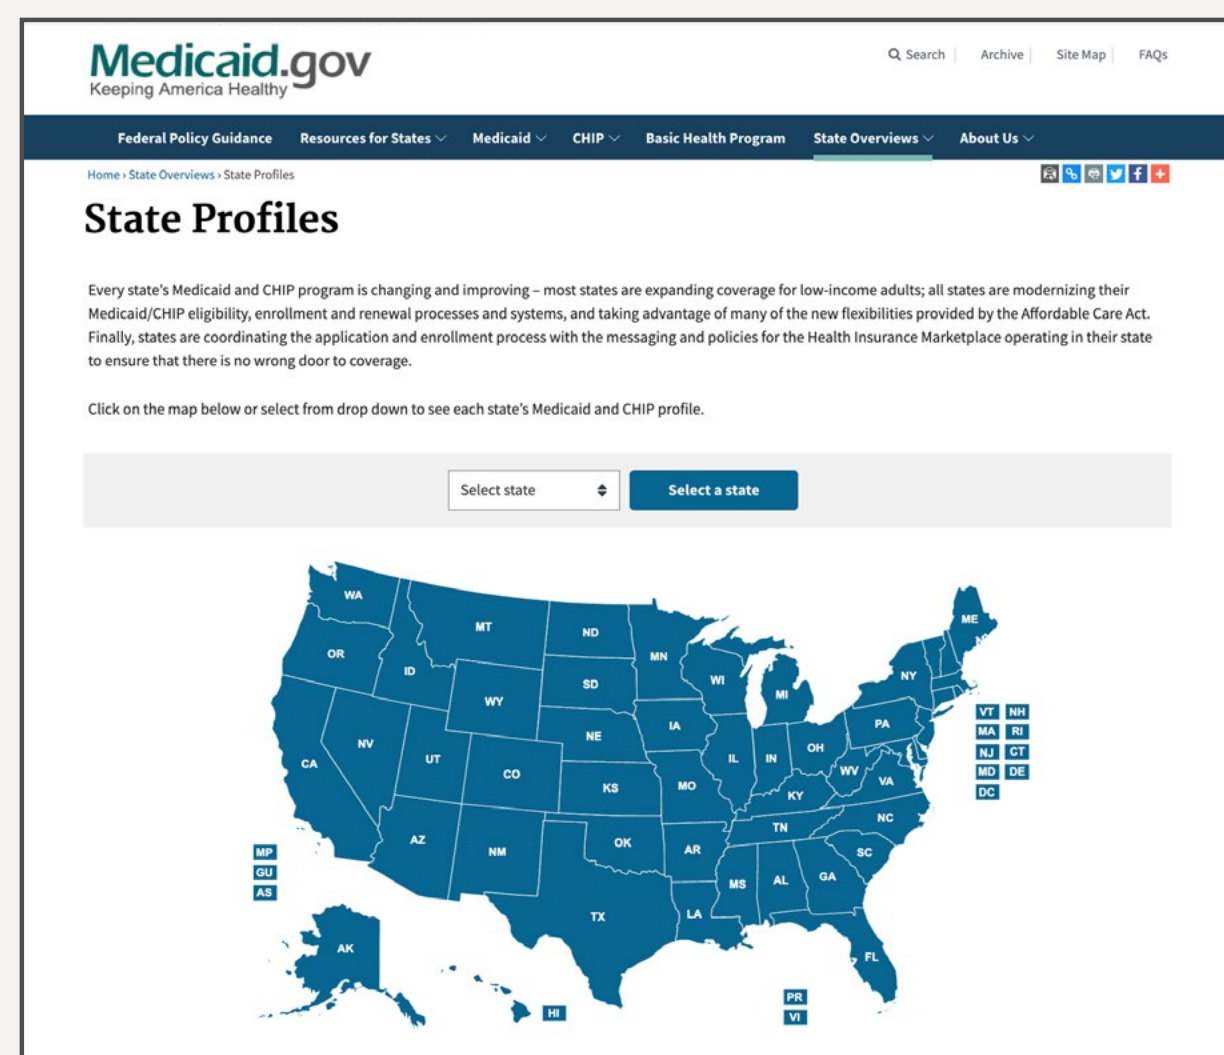 Medicaid.gov
Keeping America Healthy
Search
Archive
Site Map
FAQs
Federal Policy Guidance
Resources for States
Medicaid
CHIP
Basic Health Program
State Overviews
About Us
Home › State Overviews › State Profiles
State Profiles
Every state’s Medicaid and CHIP program is changing and improving – most states are expanding coverage for low-income adults; all states are modernizing their
Medicaid/CHIP eligibility, enrollment and renewal processes and systems, and taking advantage of many of the new flexibilities provided by the Affordable Care Act.
Finally, states are coordinating the application and enrollment process with the messaging and policies for the Health Insurance Marketplace operating in their state
to ensure that there is no wrong door to coverage.
Click on the map below or select from drop down to see each state’s Medicaid and CHIP profile.
Select state
Select a state
WA
MT
ND
ME
OR
MN
ID
SD
WI
NY
MI
WY
VT NH
IA
PA
MA RI
NE
NV
OH
NJ CT
UT
IL
IN
CA
CO
WV
VA
MD DE
KS
MO
KY
DC
NC
TN
AZ
OK
AR
NM
SC
MP
GU
GA
MS
AL
AS
TX
LA
AK
FL
PR
HI
VI